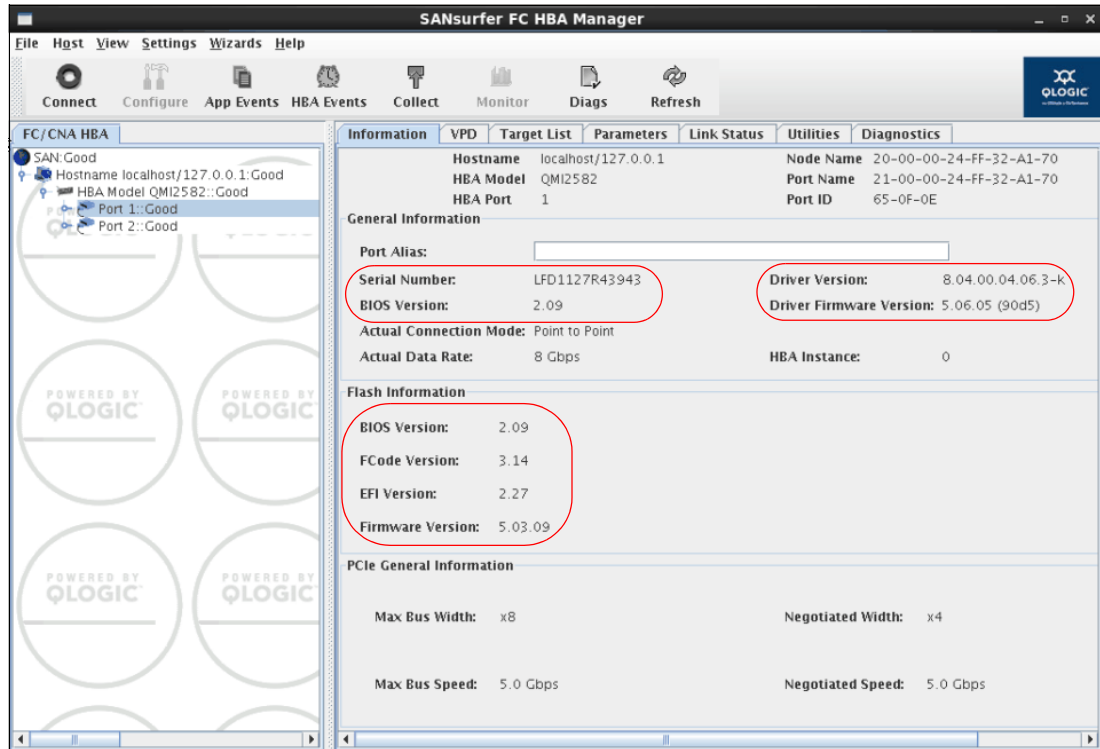 SANsurfer FC HBA Manager
File Host View Settings Wizards Help
Connect Configure App Events HBA Events Collect Monitor Diags Refresh
QLOGIC
FC/CNA HBA
SAN:Good
Hostname localhost/127.0.0.1:Good
HBA Model QMI2582::Good
Port 1::Good
Port 2::Good
POWERED BY POWERED BY
QLOGIC QLOGIC
POWERED BY POWERED BY
QLOGIC QLOGIC
Information VPD Target List Parameters Link Status Utilities Diagnostics
Hostname localhost/127.0.0.1 Node Name 20-00-00-24-FF-32-A1-70
HBA Model QMI2582 Port Name 21-00-00-24-FF-32-A1-70
HBA Port 1 Port ID 65-0F-0E
General Information
Port Alias:
Serial Number: LFD1127R43943 Driver Version: 8.04.00.04.06.3-k
BIOS Version: 2.09 Driver Firmware Version: 5.06.05 (90d5)
Actual Connection Mode: Point to Point
Actual Data Rate: 8 Gbps HBA Instance: 0
Flash Information
BIOS Version: 2.09
FCode Version: 3.14
EFI Version: 2.27
Firmware Version: 5.03.09
PCIe General Information
Max Bus Width: x8 Negotiated Width: x4
Max Bus Speed: 5.0 Gbps Negotiated Speed: 5.0 Gbps